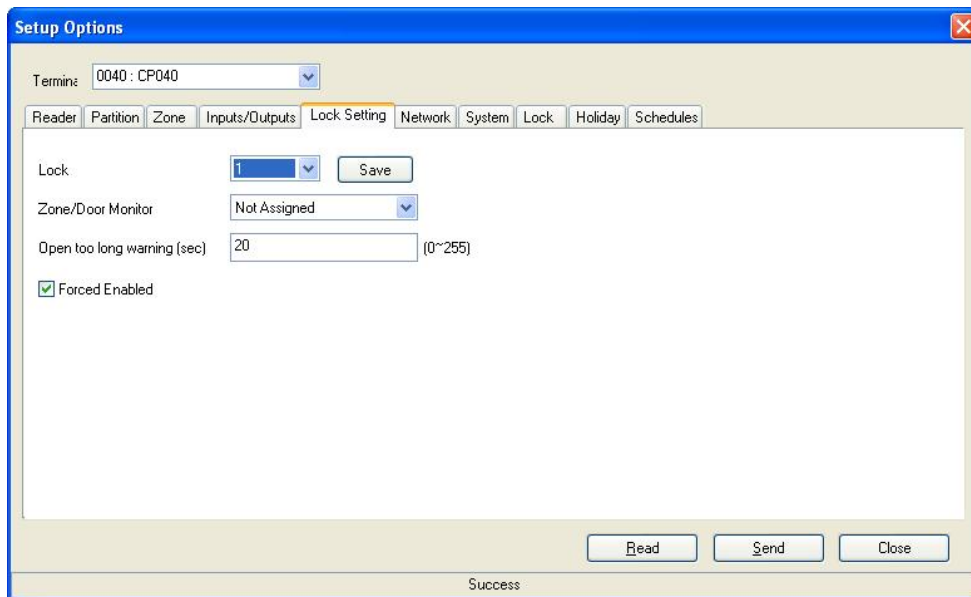 Setup Options
Termina 0040 : CP040
Reader Partition Zone Inputs/Outputs Lock Setting Network System Lock Holiday Schedules
Lock 1 Save
Zone/Door Monitor Not Assigned
Open too long warning (sec) 20 (0~255)
Forced Enabled
Read Send Close
Success